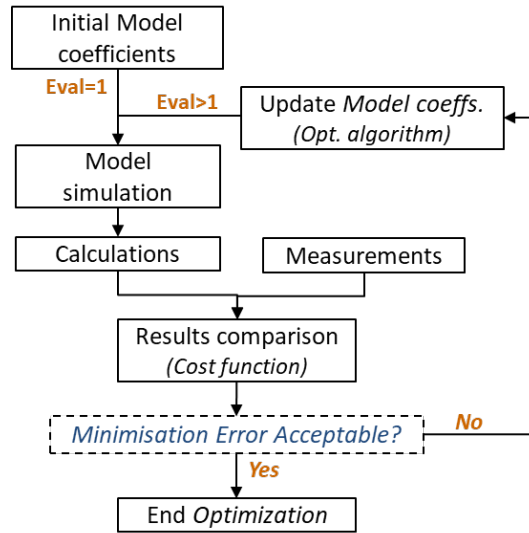 Initial Model
coefficients
Eval=1
Eval>1
Update Model coeffs.
(Opt. algorithm)
Model
simulation
Calculations
Measurements
Results comparison
(Cost function)
Minimisation Error Acceptable?
No
Yes
End Optimization